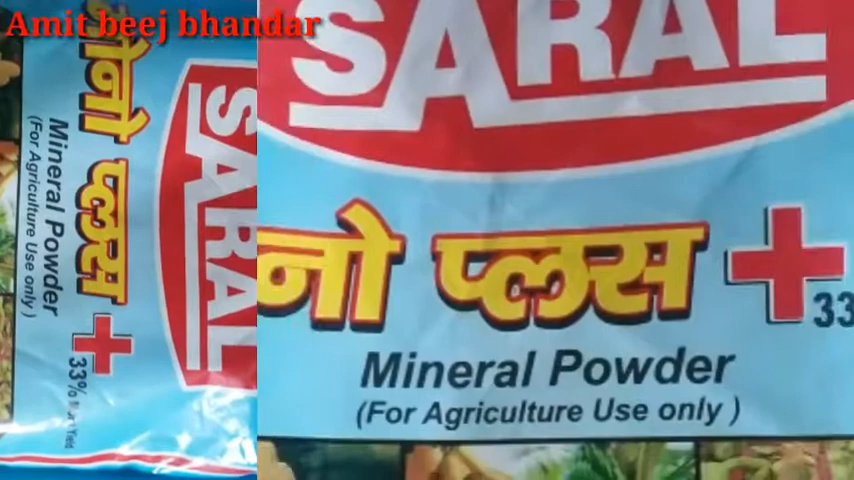 Amit beej bhandar
SARAL
नो प्लस
Mineral Powder
(For Agriculture Use only)
33%
SARAL
नो प्लस +
33
Mineral Powder
(For Agriculture Use only)